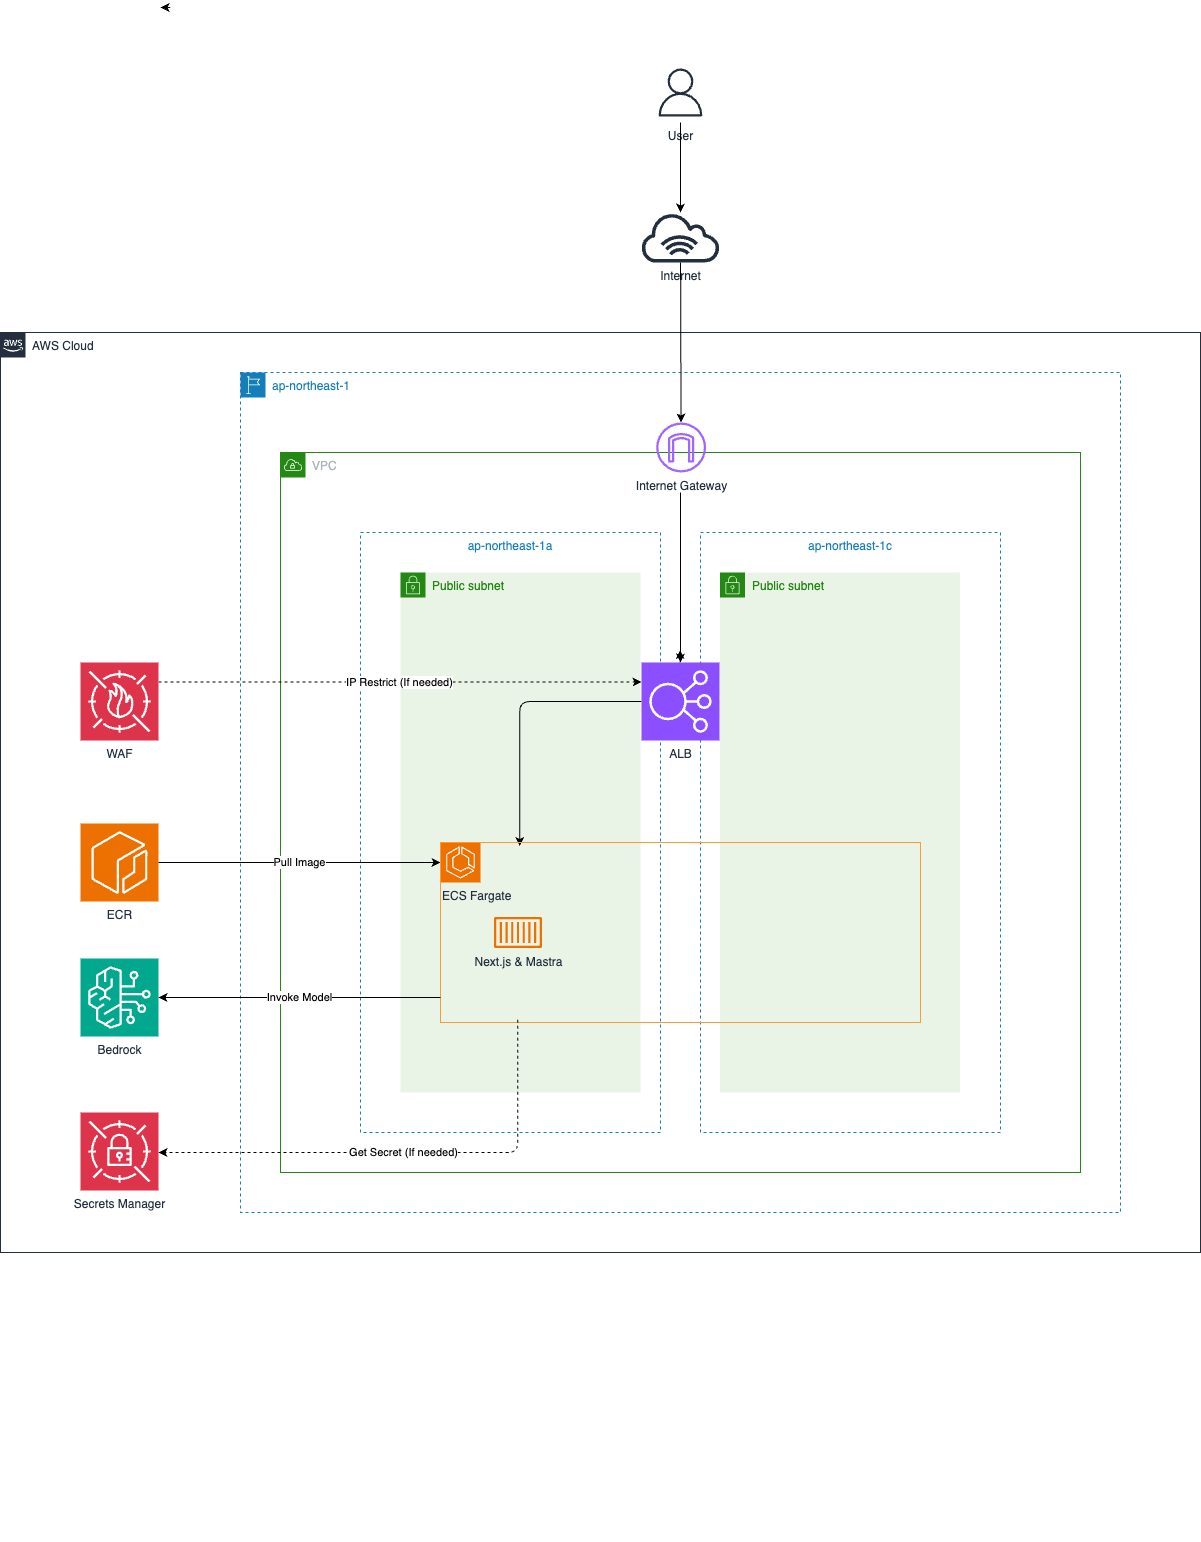 User
Internet
aws
AWS Cloud
ap-northeast-1
VPC
Internet Gateway
ap-northeast-1a
ap-northeast-1c
Public subnet
Public subnet
IP Restrict (If needed)
WAF
ALB
Pull Image
ECS Fargate
ECR
Next.js & Mastra
Invoke Model
Bedrock
Get Secret (If needed)
Secrets Manager